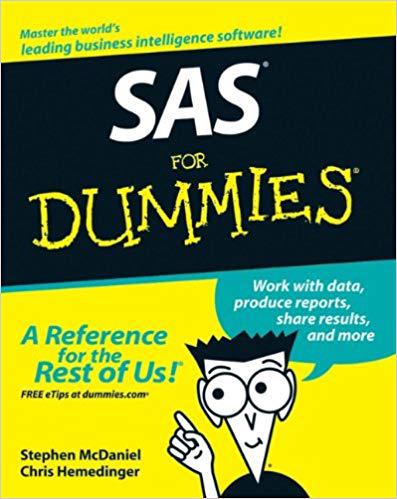 Master the world's
leading business intelligence software!
SAS®
FOR
DUMMIES®
Work with data,
produce reports,
share results,
and more
A Reference
for the
Rest of Us!®
FREE eTips at dummies.com®
Stephen McDaniel
Chris Hemedinger